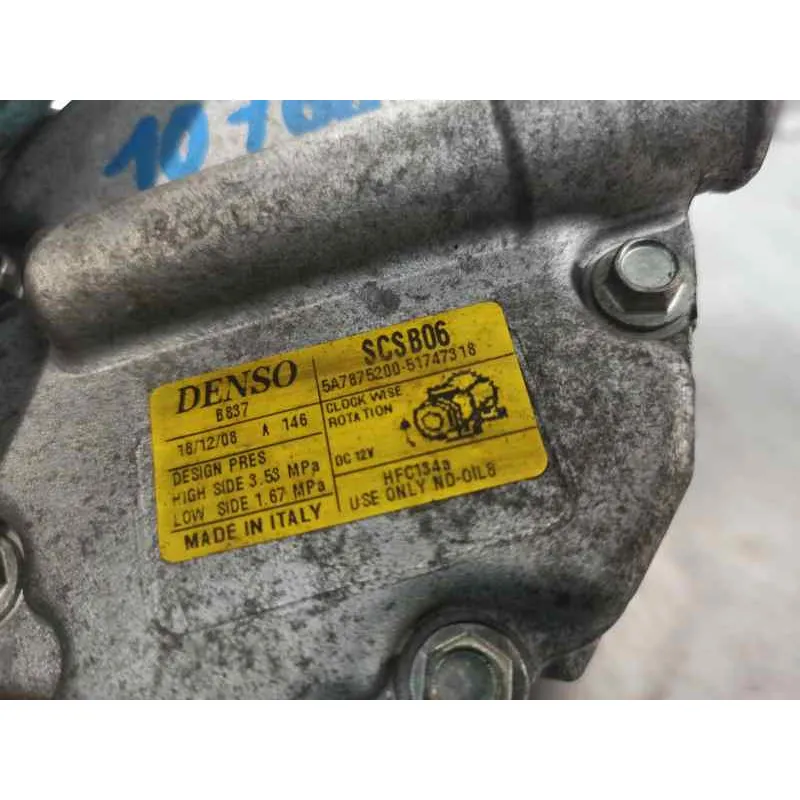 SCSB06
DENSO
5A7875200-51747318
B837
CLOCK WISE
ROTATION
18/12/08 A 146
DESIGN PRES
DC 12V
HIGH SIDE 3.53 MPa
HFC134a
LOW SIDE 1.67 MPa
USE ONLY ND-OIL8
MADE IN ITALY